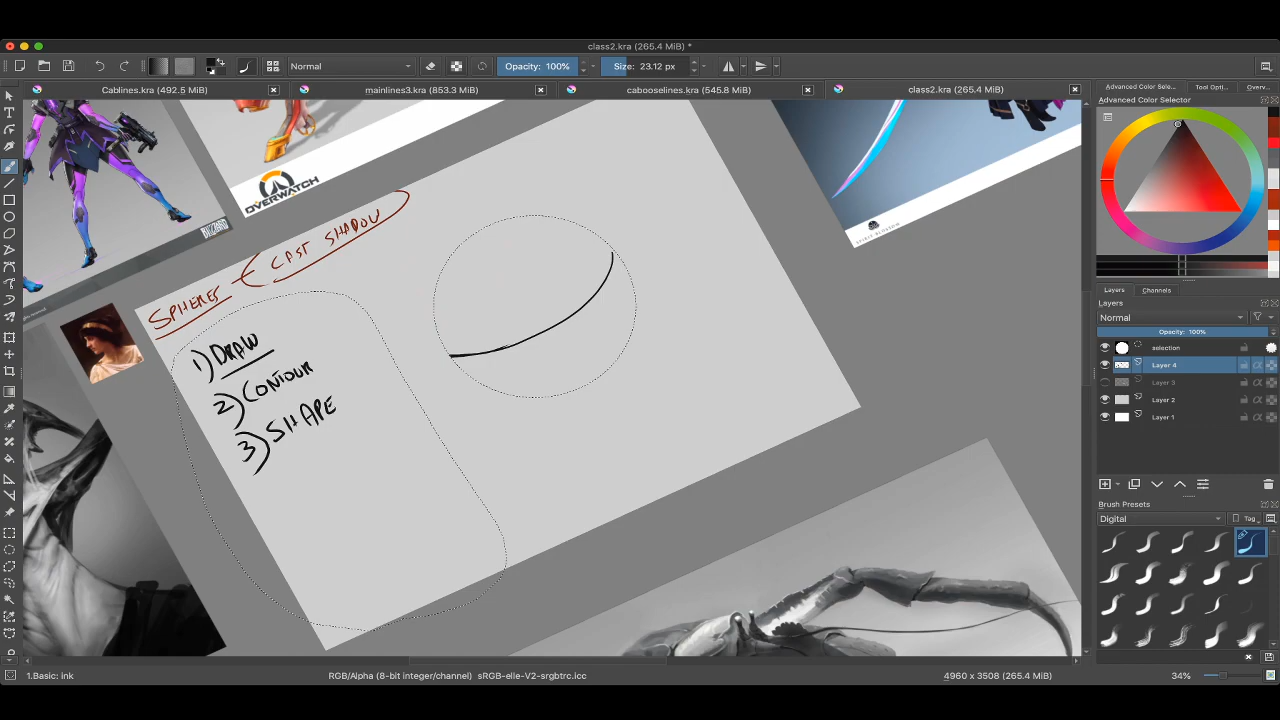 class2.kra (265.4 MiB) *
Normal
Opacity: 100%
Size: 23.12 px
Cablines.kra (492.5 MiB)
mainlines3.kra (853.3 MiB)
cabooselines.kra (545.8 MiB)
class2.kra (265.4 MiB)
Advanced Color Selec...
Tool Opti...
Overv...
Advanced Color Selector
OVERWATCH
BLIZZARD
SPIRIT BLOSSOM
SPHERES
CAST SHADOW
1) DRAW
2) CONTOUR
3) SHAPE
Layers
Channels
Layers
Normal
Opacity: 100%
selection
Layer 4
Layer 3
Layer 2
Layer 1
Brush Presets
Digital
Tag
1.Basic: ink
RGB/Alpha (8-bit integer/channel) sRGB-elle-V2-srgbtrc.icc
4960 x 3508 (265.4 MiB)
34%